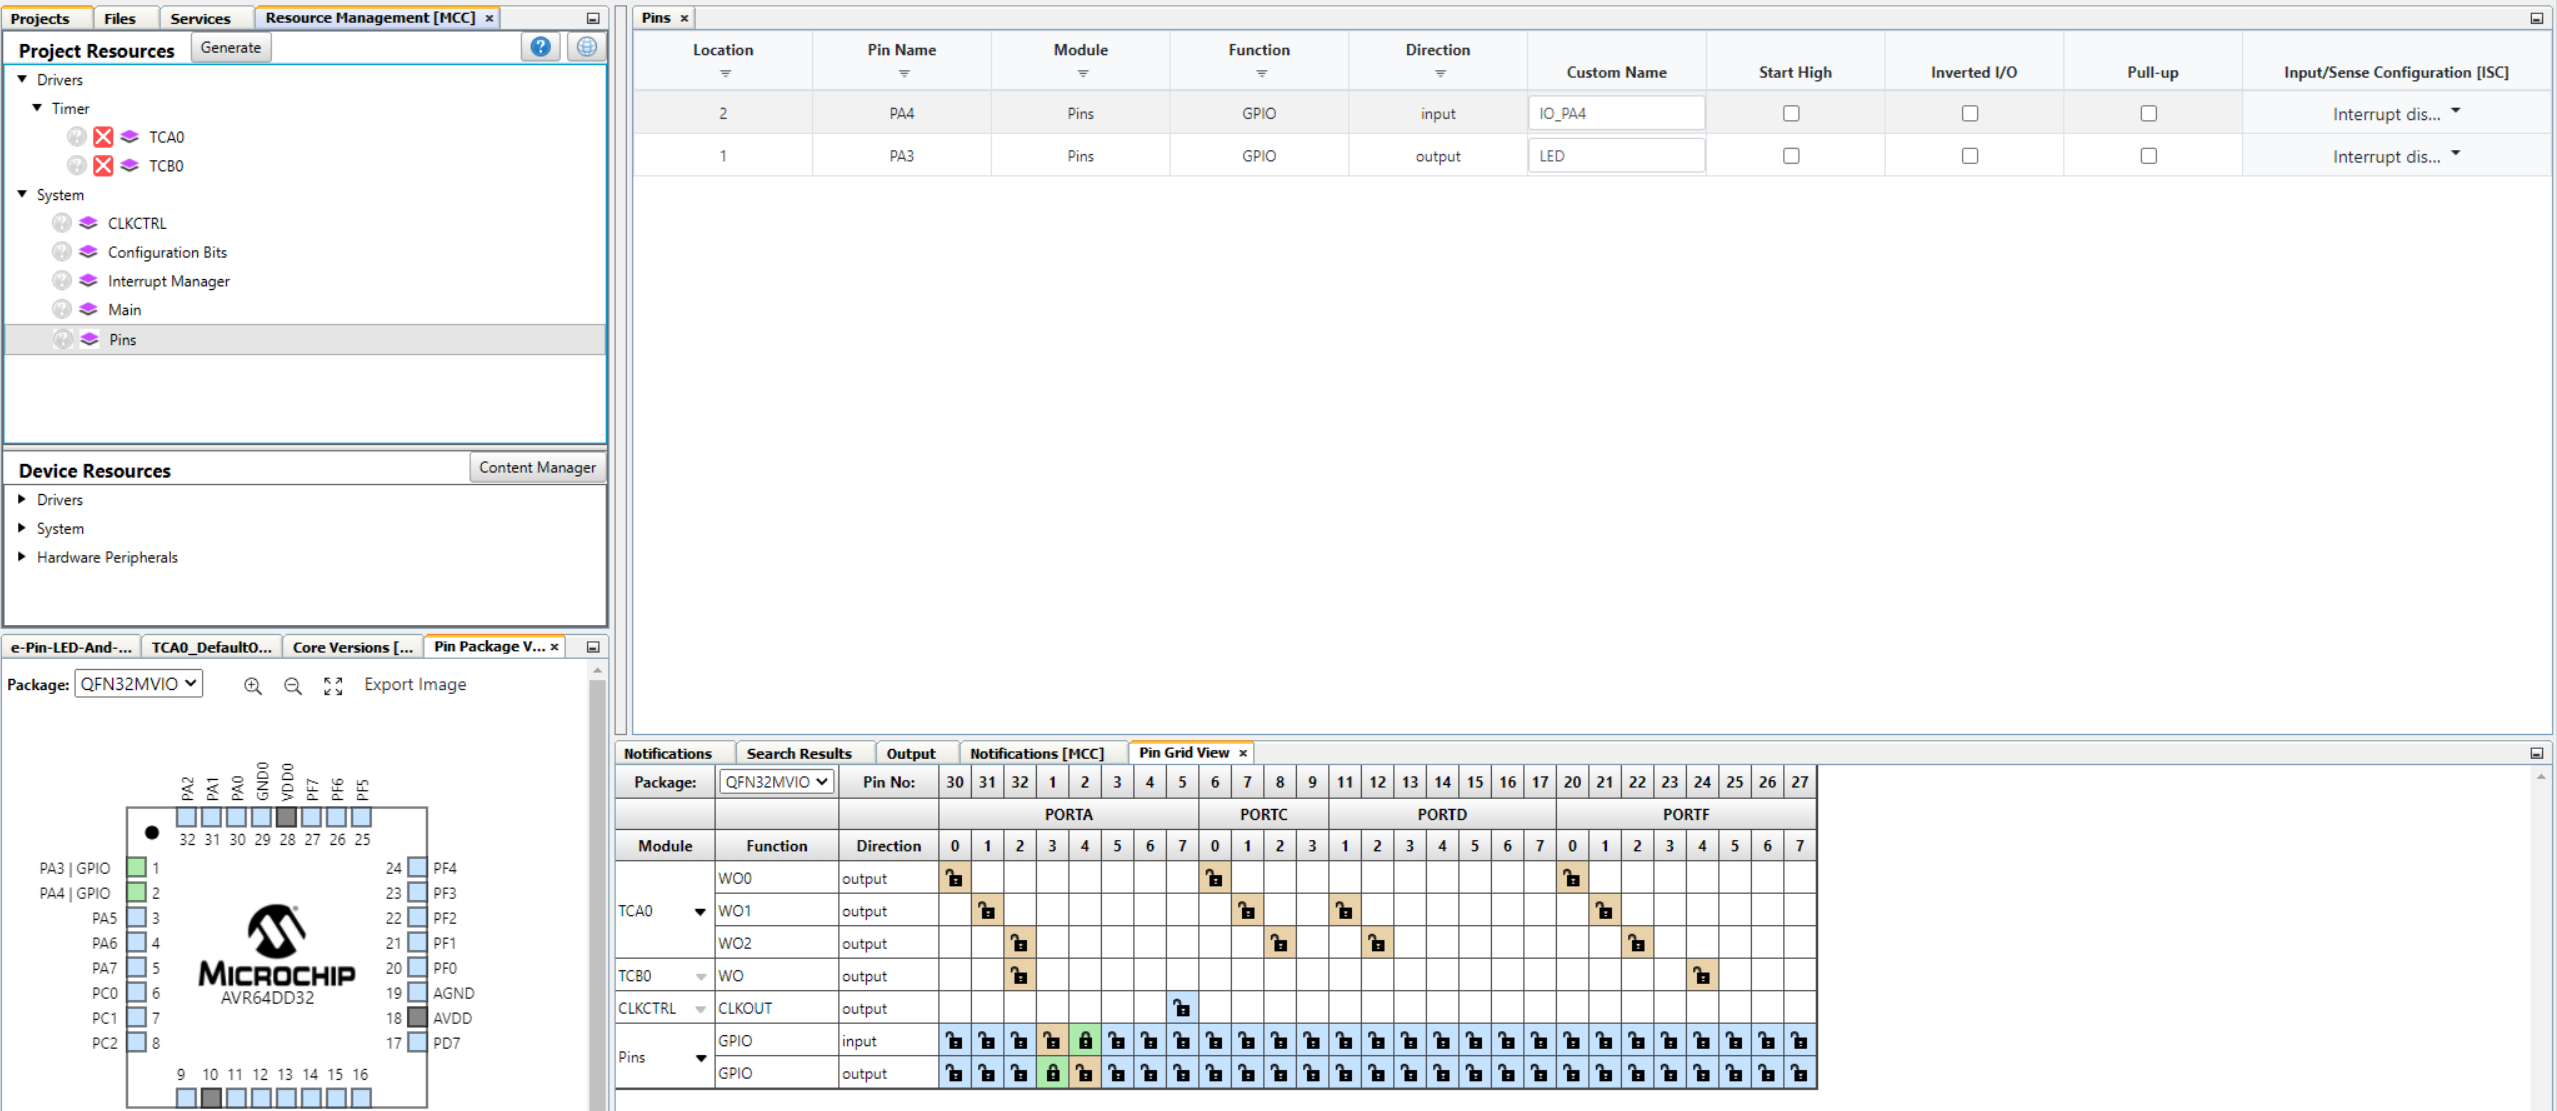 Projects Files Services Resource Management [MCC] ×
Project Resources Generate
Drivers
Timer
TCA0
TCB0
System
CLKCTRL
Configuration Bits
Interrupt Manager
Main
Pins
Device Resources Content Manager
Drivers
System
Hardware Peripherals
e-Pin-LED-And-... TCA0_DefaultO... Core Versions [... Pin Package V... ×
Package: QFN32MVIO Export Image
PA2 PA1 PA0 GND0 VDD0 PF7 PF6 PF5
32 31 30 29 28 27 26 25
PA3 | GPIO 1 24 PF4
PA4 | GPIO 2 23 PF3
PA5 3 22 PF2
PA6 4 21 PF1
PA7 5 20 PF0
PC0 6 19 AGND
PC1 7 18 AVDD
PC2 8 17 PD7
MICROCHIP
AVR64DD32
9 10 11 12 13 14 15 16
Pins ×
Location Pin Name Module Function Direction Custom Name Start High Inverted I/O Pull-up Input/Sense Configuration [ISC]
2 PA4 Pins GPIO input IO_PA4 Interrupt dis...
1 PA3 Pins GPIO output LED Interrupt dis...
Notifications Search Results Output Notifications [MCC] Pin Grid View ×
Package: QFN32MVIO Pin No: 30 31 32 1 2 3 4 5 6 7 8 9 11 12 13 14 15 16 17 20 21 22 23 24 25 26 27
PORTA PORTC PORTD PORTF
Module Function Direction 0 1 2 3 4 5 6 7 0 1 2 3 1 2 3 4 5 6 7 0 1 2 3 4 5 6 7
TCA0 WO0 output
WO1 output
WO2 output
TCB0 WO output
CLKCTRL CLKOUT output
Pins GPIO input
GPIO output